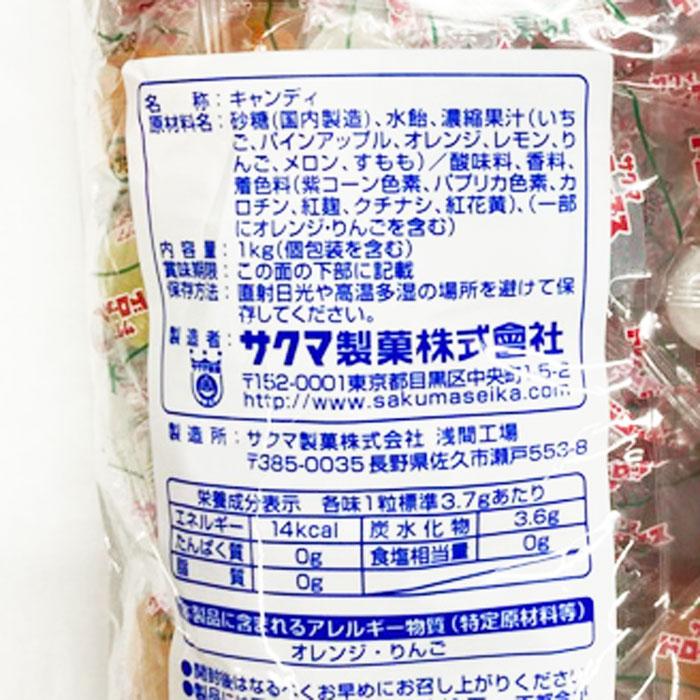 名　称：キャンディ
原材料名：砂糖(国内製造)、水飴、濃縮果汁(いち
ご、パインアップル、オレンジ、レモン、り
んご、メロン、すもも)／酸味料、香料、
着色料(紫コーン色素、パプリカ色素、カ
ロチン、紅麹、クチナシ、紅花黄)、(一部
にオレンジ・りんごを含む)
内容量：1kg(個包装を含む)
賞味期限：この面の下部に記載
保存方法：直射日光や高温多湿の場所を避けて保
存してください。
製造者：サクマ製菓株式會社
〒152-0001東京都目黒区中央町1-5-2
http://www.sakumaseika.com
製造所：サクマ製菓株式会社 浅間工場
〒385-0035長野県佐久市瀬戸553-8
栄養成分表示 各味1粒標準3.7gあたり
エネルギー 14kcal 炭水化物 3.6g
たんぱく質 0g 食塩相当量 0g
脂質 0g
製品に含まれるアレルギー物質(特定原材料等)
オレンジ・りんご
●開封後はなるべくお早めにお召し上がりください